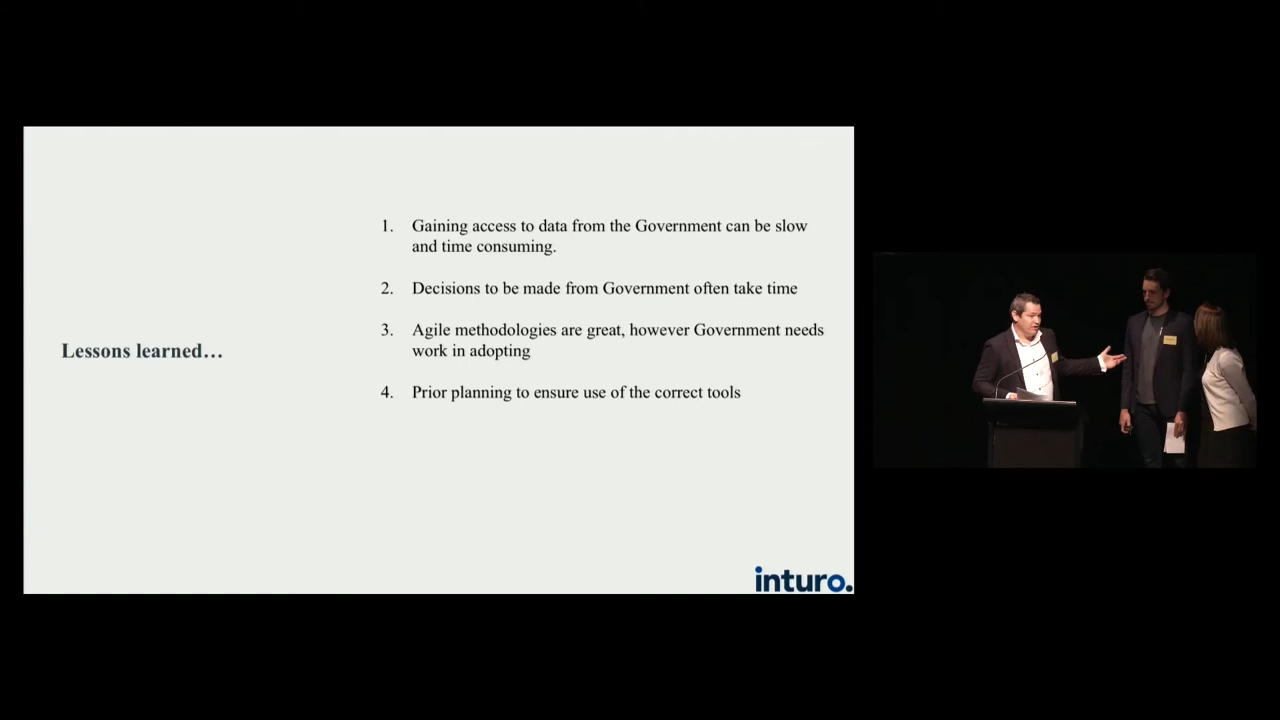 Lessons learned…
1. Gaining access to data from the Government can be slow
and time consuming.
2. Decisions to be made from Government often take time
3. Agile methodologies are great, however Government needs
work in adopting
4. Prior planning to ensure use of the correct tools
inturo.